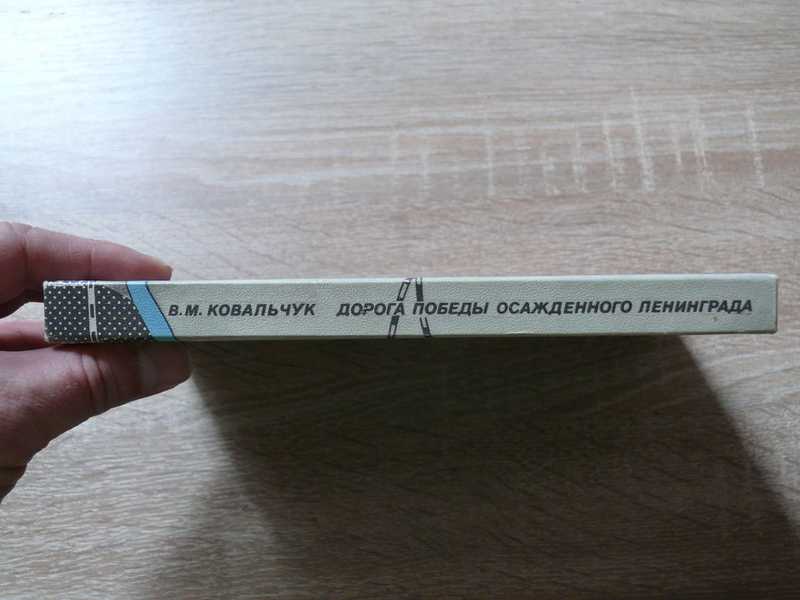 В. М. КОВАЛЬЧУК ДОРОГА ПОБЕДЫ ОСАЖДЕННОГО ЛЕНИНГРАДА